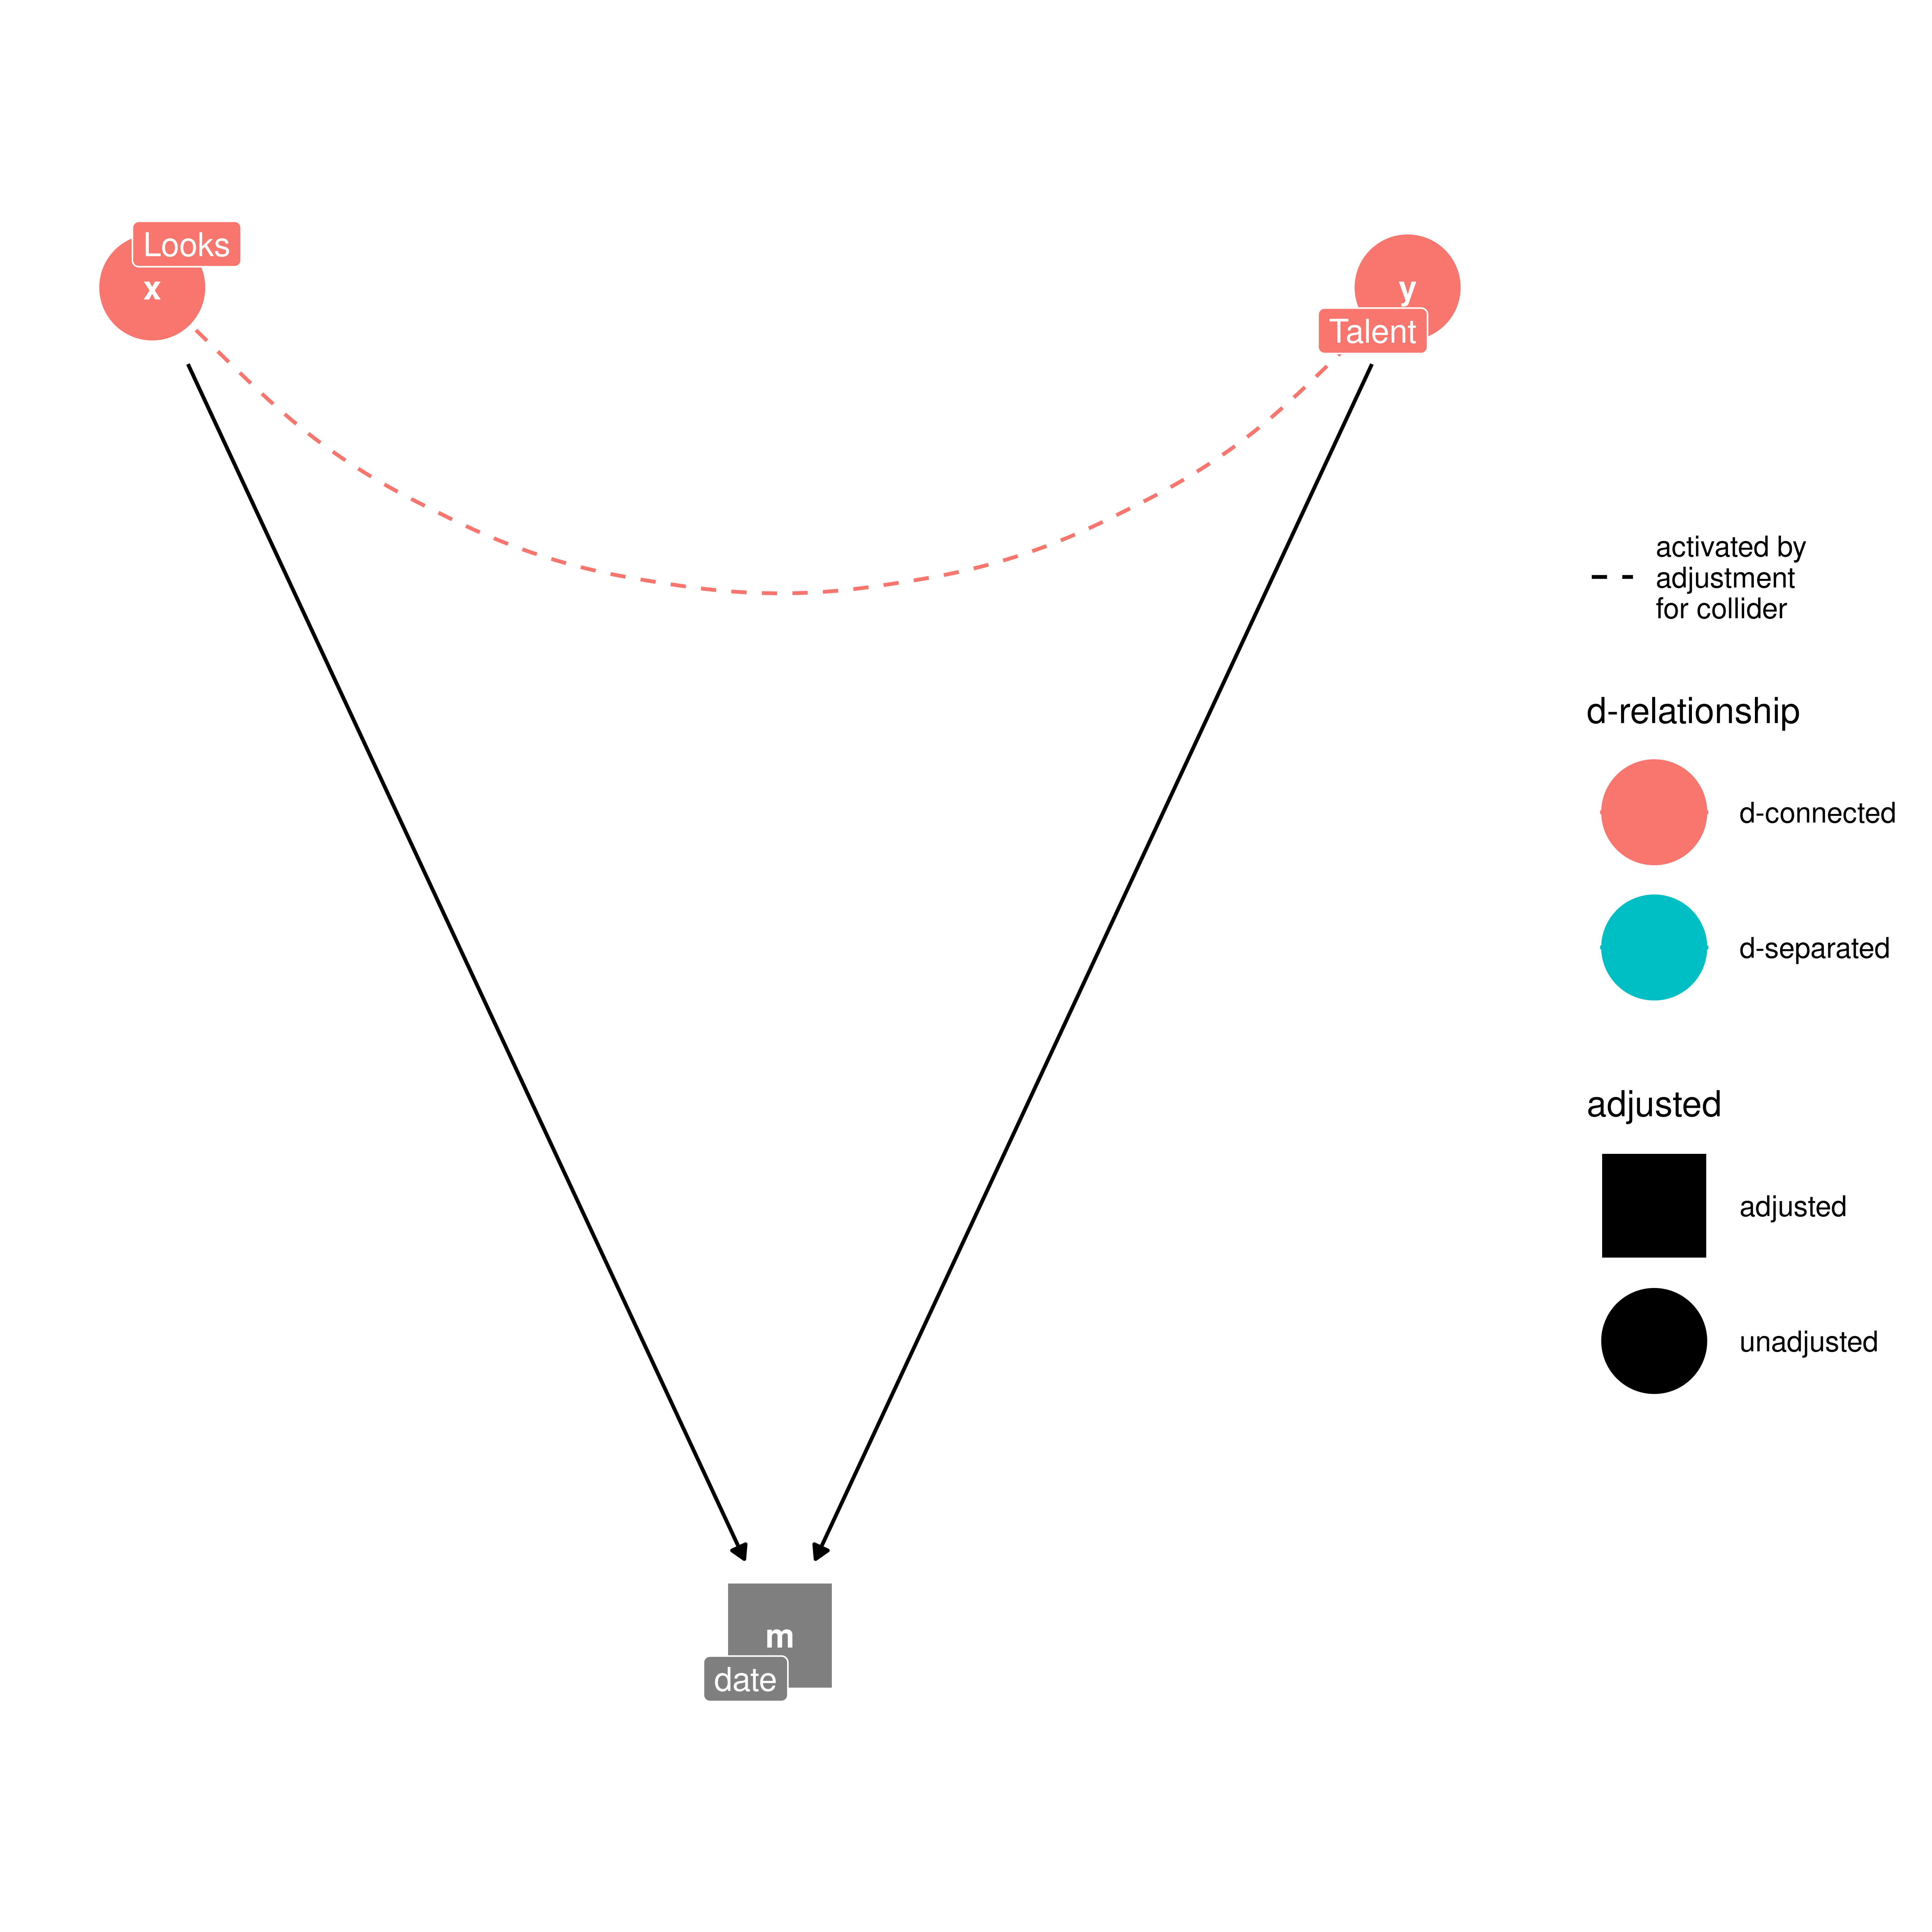 Looks
x
y
Talent
activated by
adjustment
for collider
d-relationship
d-connected
d-separated
adjusted
adjusted
unadjusted
m
date